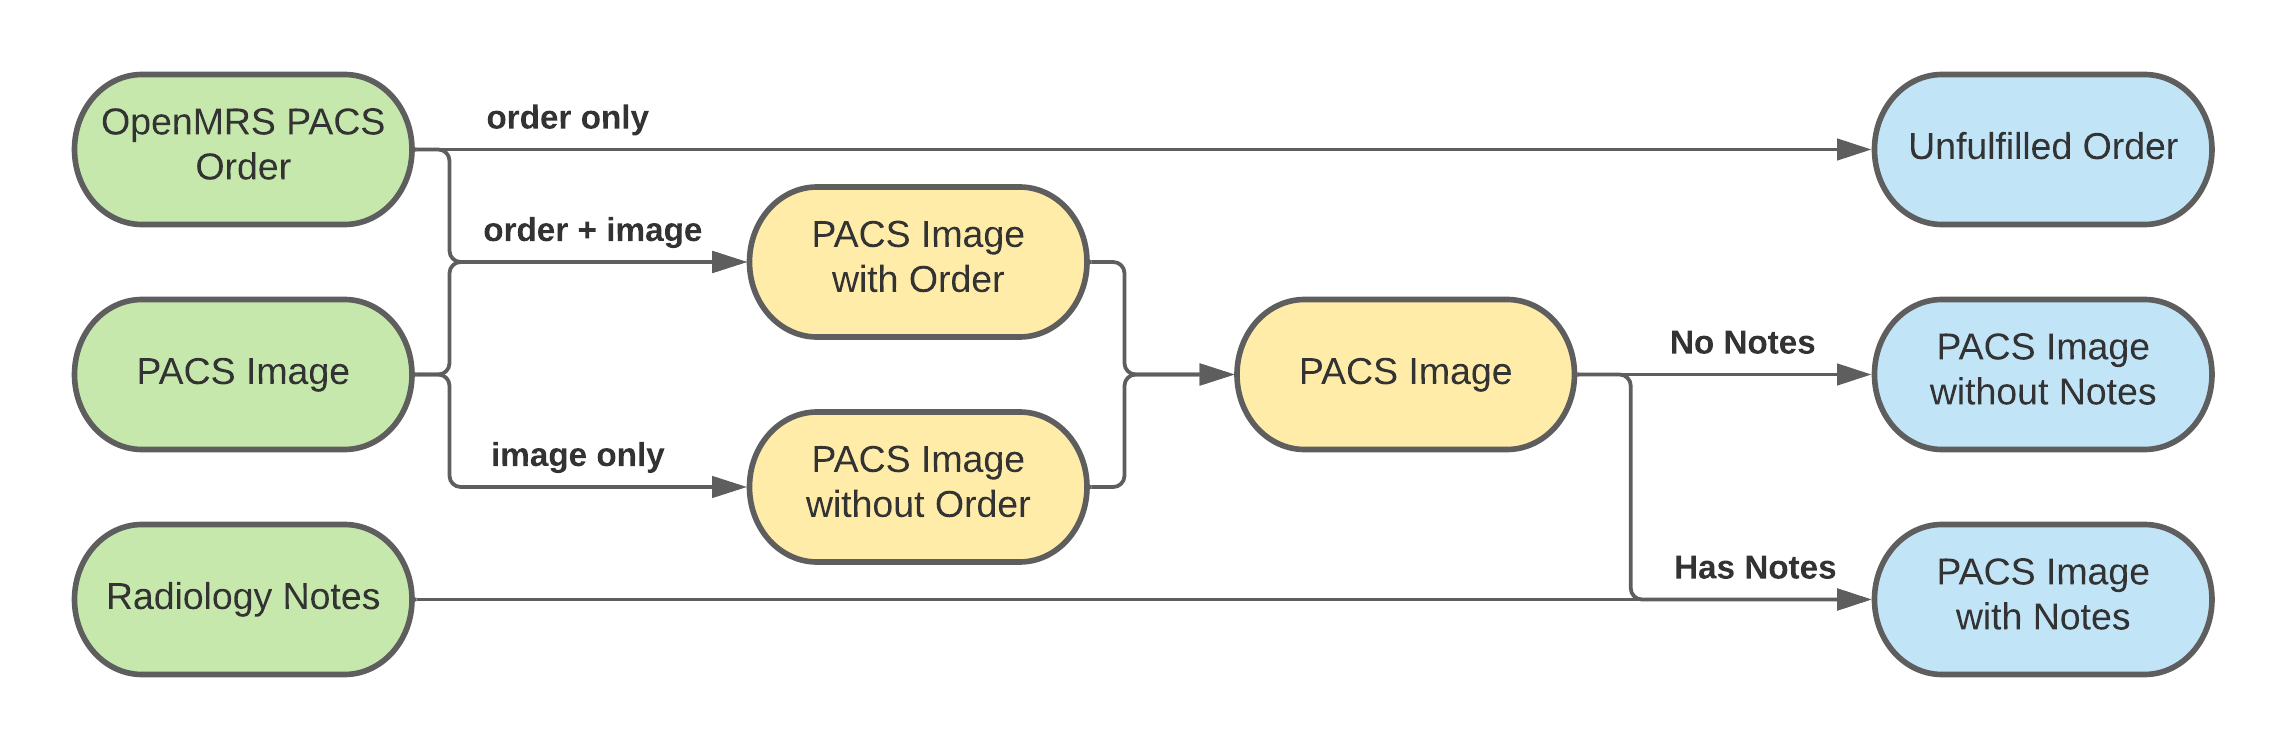 OpenMRS PACS
Order
order only
Unfulfilled Order
order + image
PACS Image
with Order
PACS Image
PACS Image
No Notes
PACS Image
without Notes
image only
PACS Image
without Order
Radiology Notes
Has Notes
PACS Image
with Notes